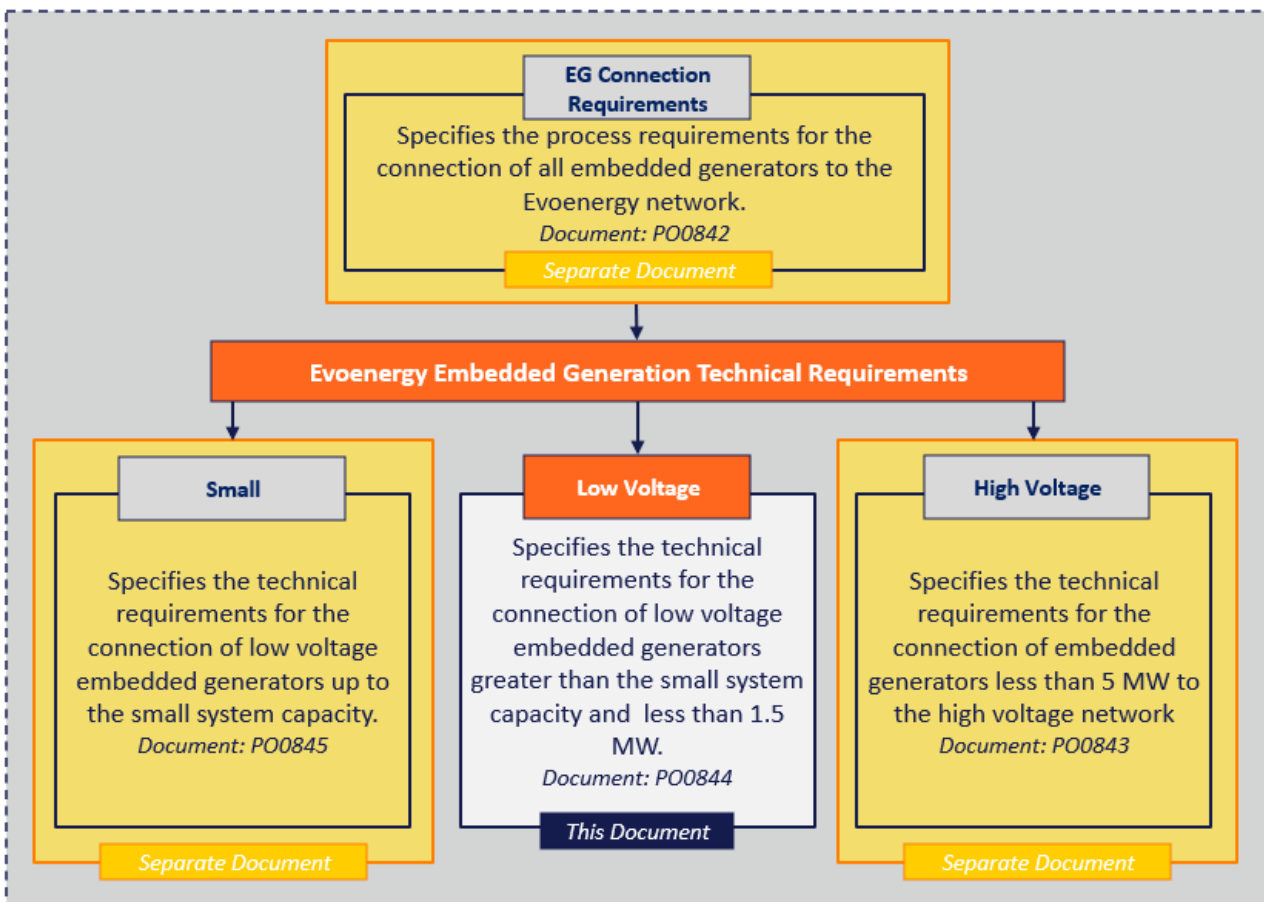 EG Connection
Requirements
Specifies the process requirements for the
connection of all embedded generators to the
Evoenergy network.
Document: PO0842
Separate Document
Evoenergy Embedded Generation Technical Requirements
Small
Specifies the technical
requirements for the
connection of low voltage
embedded generators up to
the small system capacity.
Document: PO0845
Separate Document
Low Voltage
Specifies the technical
requirements for the
connection of low voltage
embedded generators
greater than the small system
capacity and  less than 1.5
MW.
Document: PO0844
This Document
High Voltage
Specifies the technical
requirements for the
connection of embedded
generators less than 5 MW to
the high voltage network
Document: PO0843
Separate Document